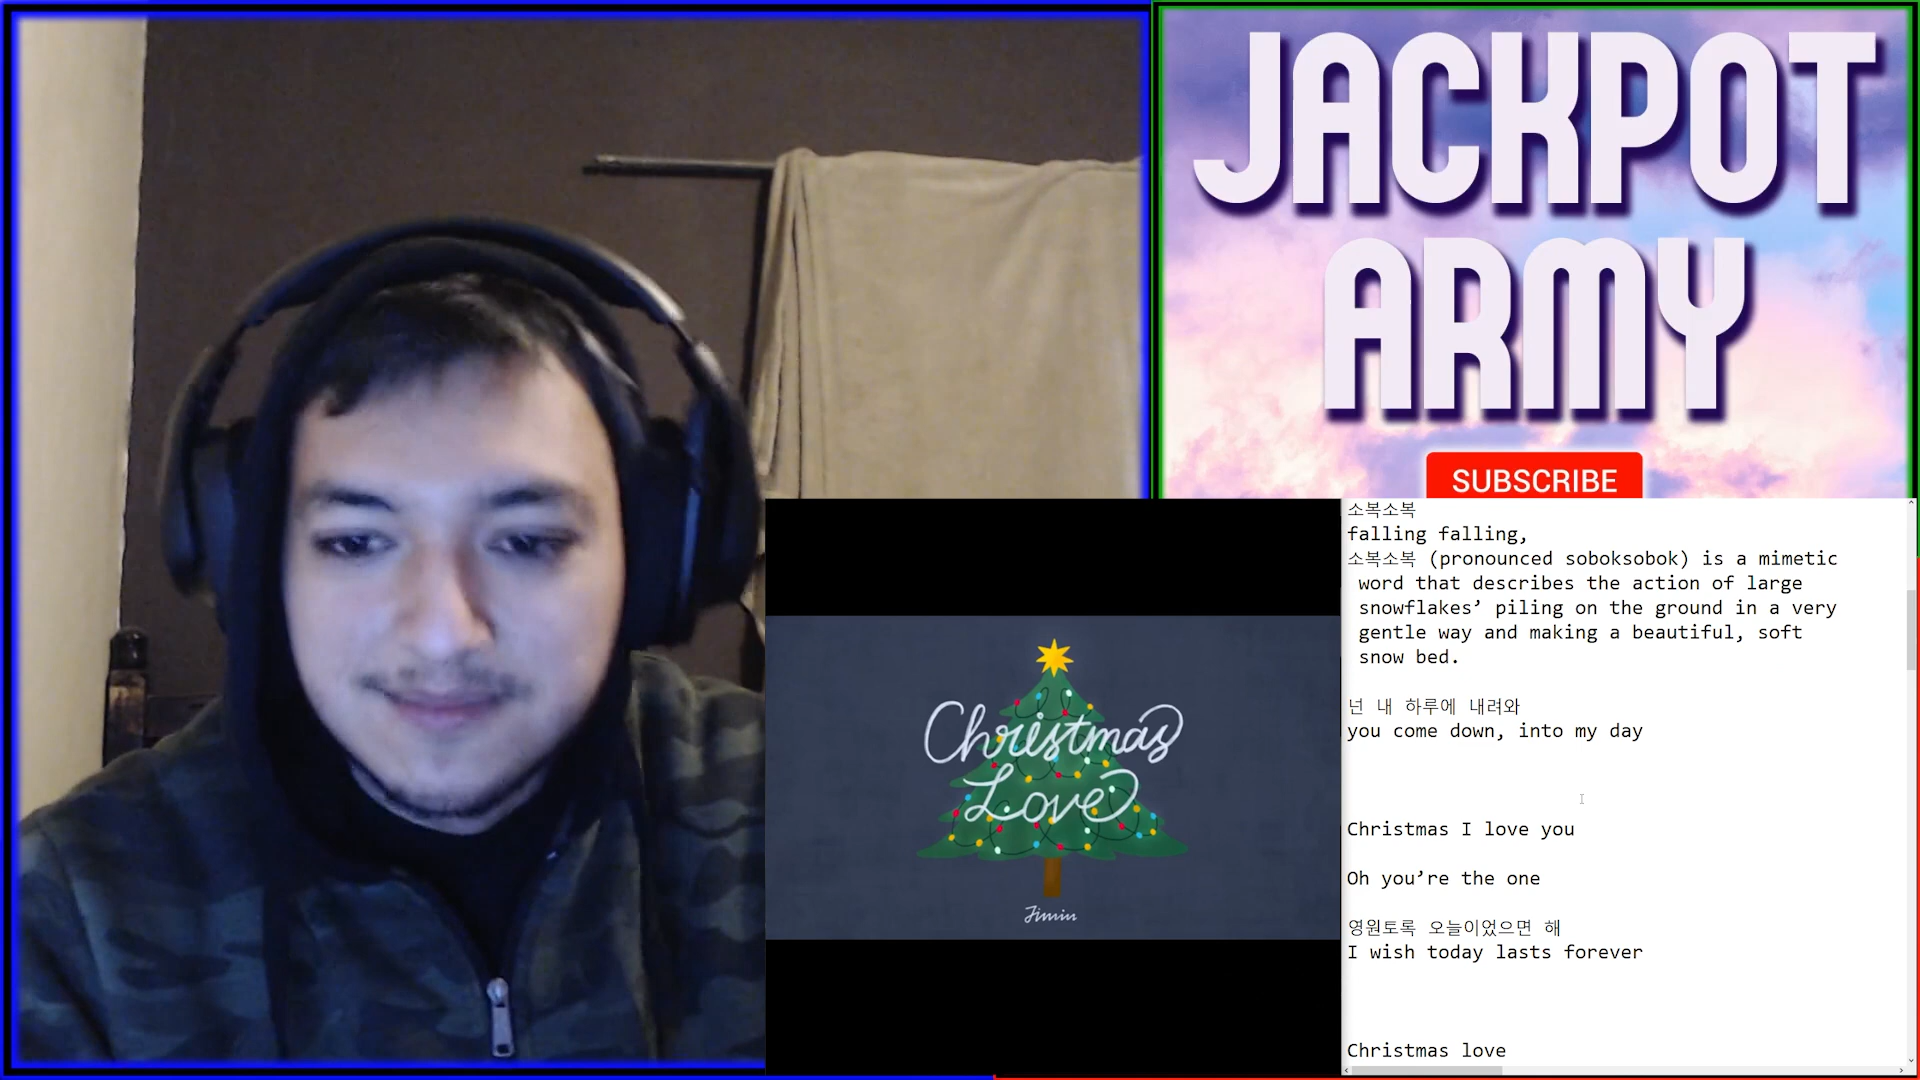 JACKPOT
ARMY
SUBSCRIBE
Christmas
Love
Jimin
소복소복
falling falling,
소복소복 (pronounced soboksobok) is a mimetic
word that describes the action of large
snowflakes’ piling on the ground in a very
gentle way and making a beautiful, soft
snow bed.
넌 내 하루에 내려와
you come down, into my day
Christmas I love you
Oh you’re the one
영원토록 오늘이었으면 해
I wish today lasts forever
Christmas love